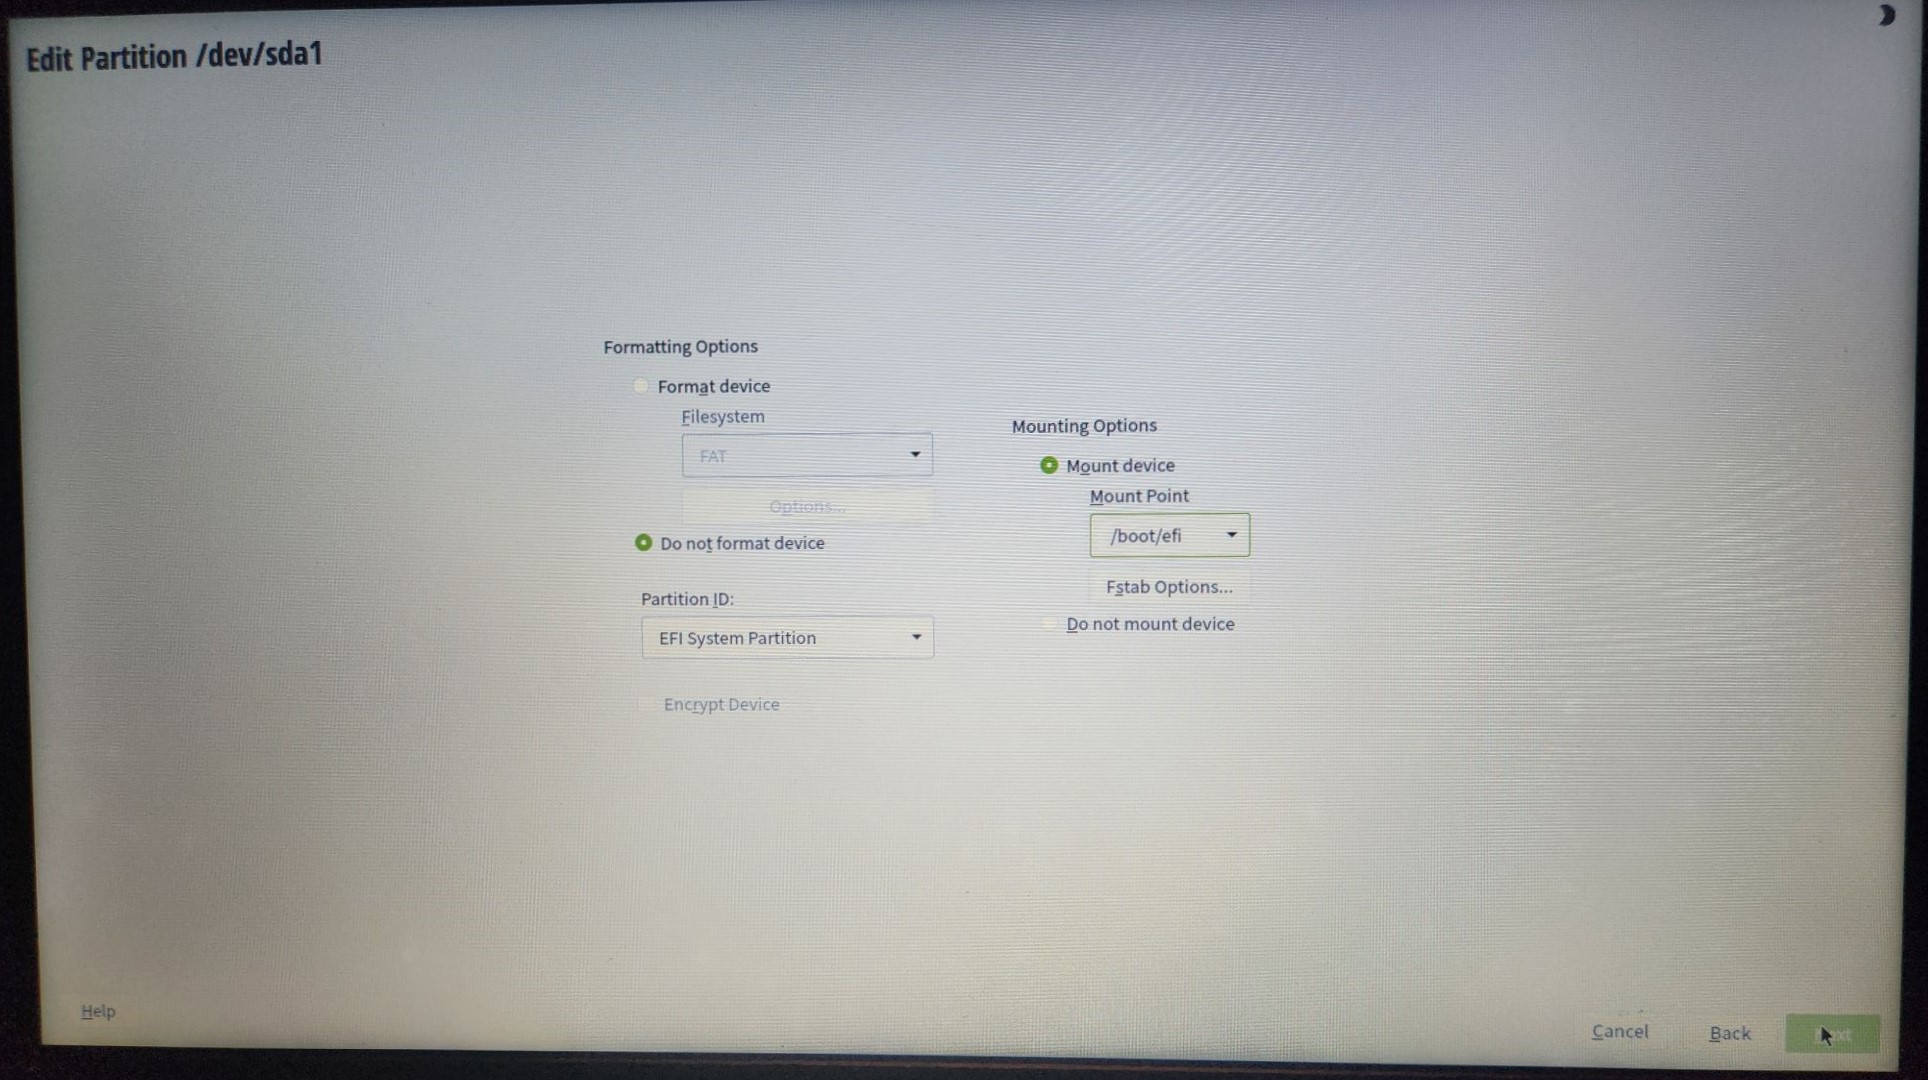 Edit Partition /dev/sda1
Formatting Options
Format device
Filesystem
FAT
Options...
Do not format device
Partition ID:
EFI System Partition
Encrypt Device
Mounting Options
Mount device
Mount Point
/boot/efi
Fstab Options...
Do not mount device
Help
Cancel
Back